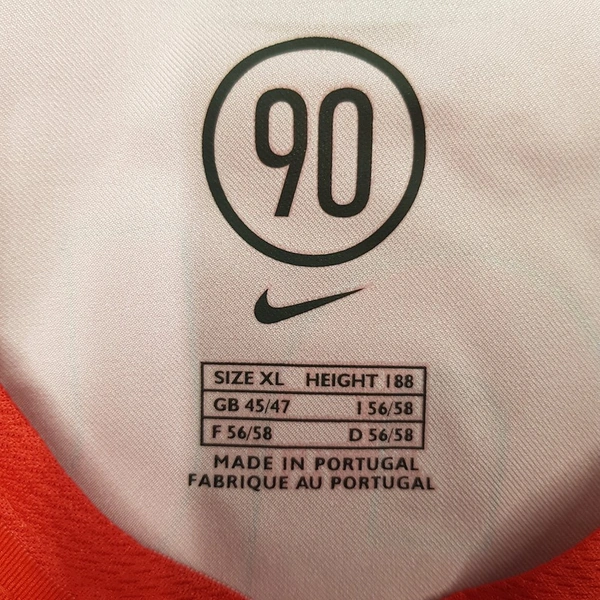 90
SIZE XL HEIGHT 188
GB 45/47 I 56/58
F 56/58 D 56/58
MADE IN PORTUGAL
FABRIQUE AU PORTUGAL